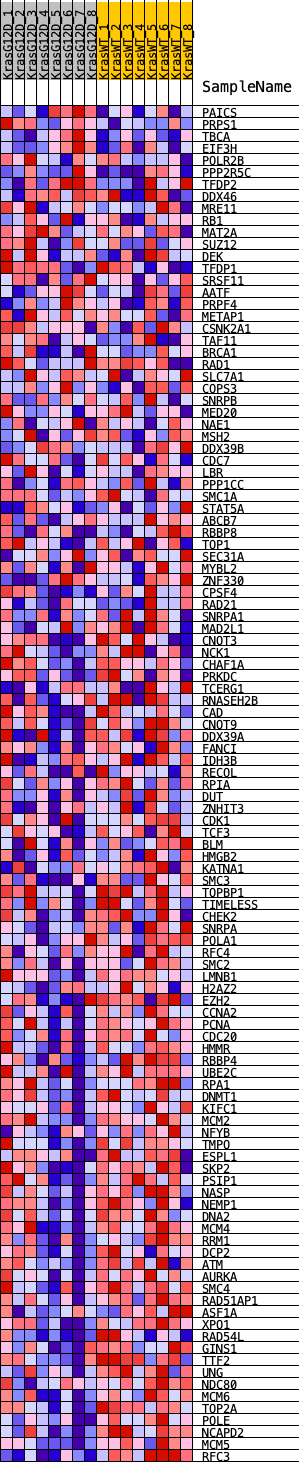 KrasG12D_1
KrasG12D_2
KrasG12D_3
KrasG12D_4
KrasG12D_5
KrasG12D_6
KrasG12D_7
KrasG12D_8
KrasWT_1
KrasWT_2
KrasWT_3
KrasWT_4
KrasWT_5
KrasWT_6
KrasWT_7
KrasWT_8
SampleName
PAICS
PRPS1
TBCA
EIF3H
POLR2B
PPP2R5C
TFDP2
DDX46
MRE11
RB1
MAT2A
SUZ12
DEK
TFDP1
SRSF11
AATF
PRPF4
METAP1
CSNK2A1
TAF11
BRCA1
RAD1
SLC7A1
COPS3
SNRPB
MED20
NAE1
MSH2
DDX39B
CDC7
LBR
PPP1CC
SMC1A
STAT5A
ABCB7
RBBP8
TOP1
SEC31A
MYBL2
ZNF330
CPSF4
RAD21
SNRPA1
MAD2L1
CNOT3
NCK1
CHAF1A
PRKDC
TCERG1
RNASEH2B
CAD
CNOT9
DDX39A
FANCI
IDH3B
RECQL
RPIA
DUT
ZNHIT3
CDK1
TCF3
BLM
HMGB2
KATNA1
SMC3
TOPBP1
TIMELESS
CHEK2
SNRPA
POLA1
RFC4
SMC2
LMNB1
H2AZ2
EZH2
CCNA2
PCNA
CDC20
HMMR
RBBP4
UBE2C
RPA1
DNMT1
KIFC1
MCM2
NFYB
TMPO
ESPL1
SKP2
PSIP1
NASP
NEMP1
DNA2
MCM4
RRM1
DCP2
ATM
AURKA
SMC4
RAD51AP1
ASF1A
XPO1
RAD54L
GINS1
TTF2
UNG
NDC80
MCM6
TOP2A
POLE
NCAPD2
MCM5
RFC3